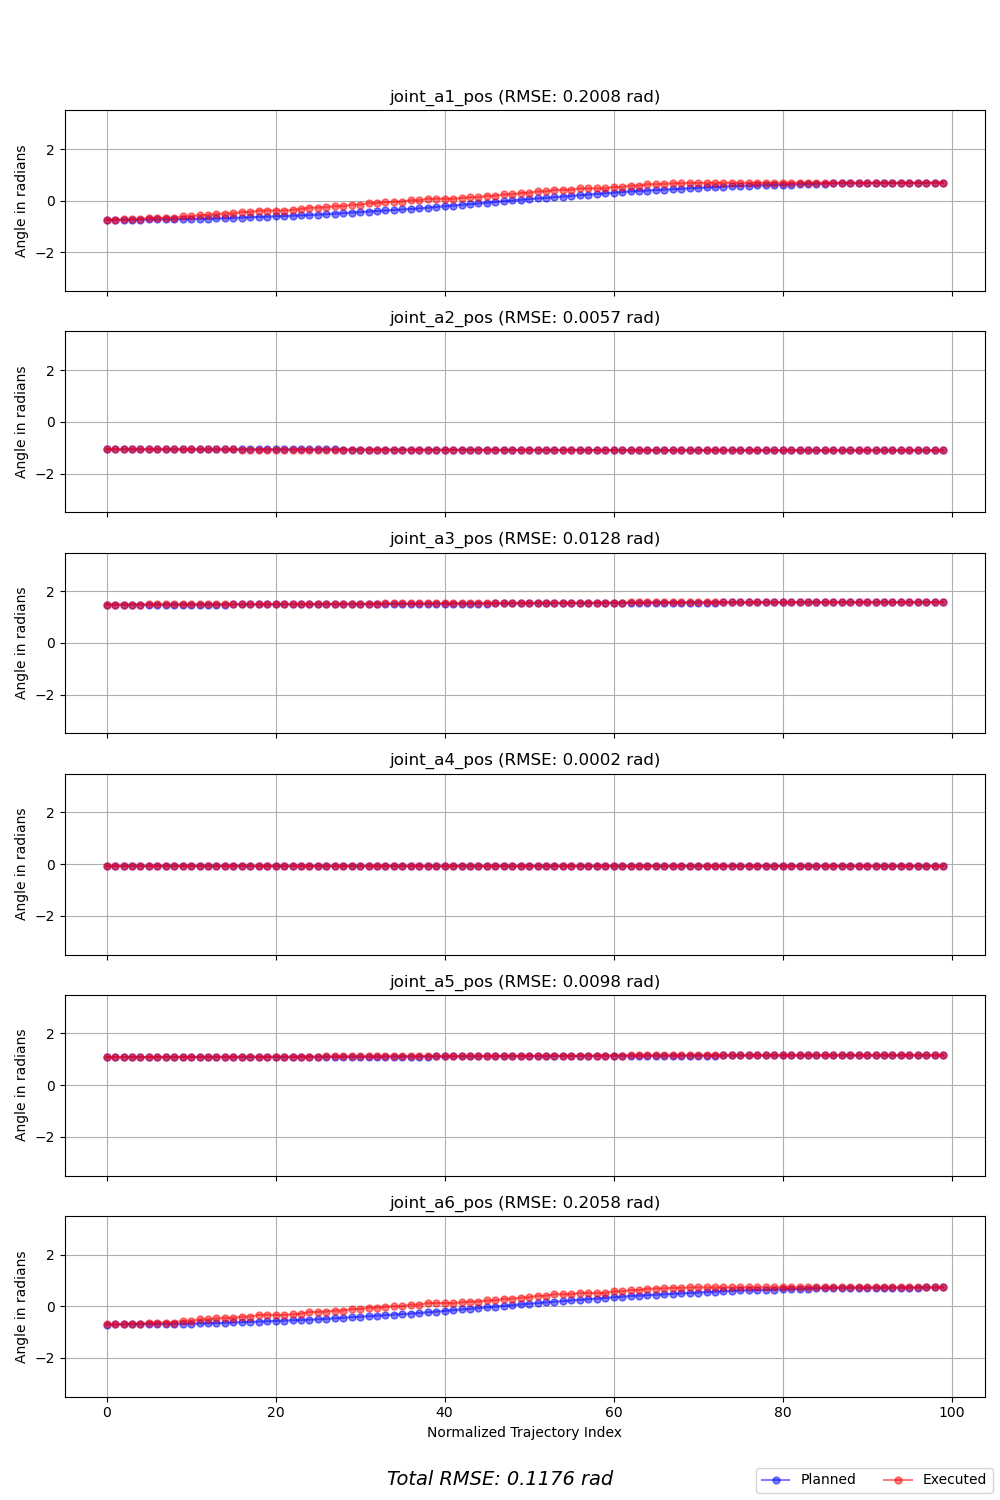 joint_a1_pos (RMSE: 0.2008 rad)
Angle in radians
2
0
−2
joint_a2_pos (RMSE: 0.0057 rad)
Angle in radians
2
0
−2
joint_a3_pos (RMSE: 0.0128 rad)
Angle in radians
2
0
−2
joint_a4_pos (RMSE: 0.0002 rad)
Angle in radians
2
0
−2
joint_a5_pos (RMSE: 0.0098 rad)
Angle in radians
2
0
−2
joint_a6_pos (RMSE: 0.2058 rad)
Angle in radians
2
0
−2
0 20 40 60 80 100
Normalized Trajectory Index
Total RMSE: 0.1176 rad
Planned Executed